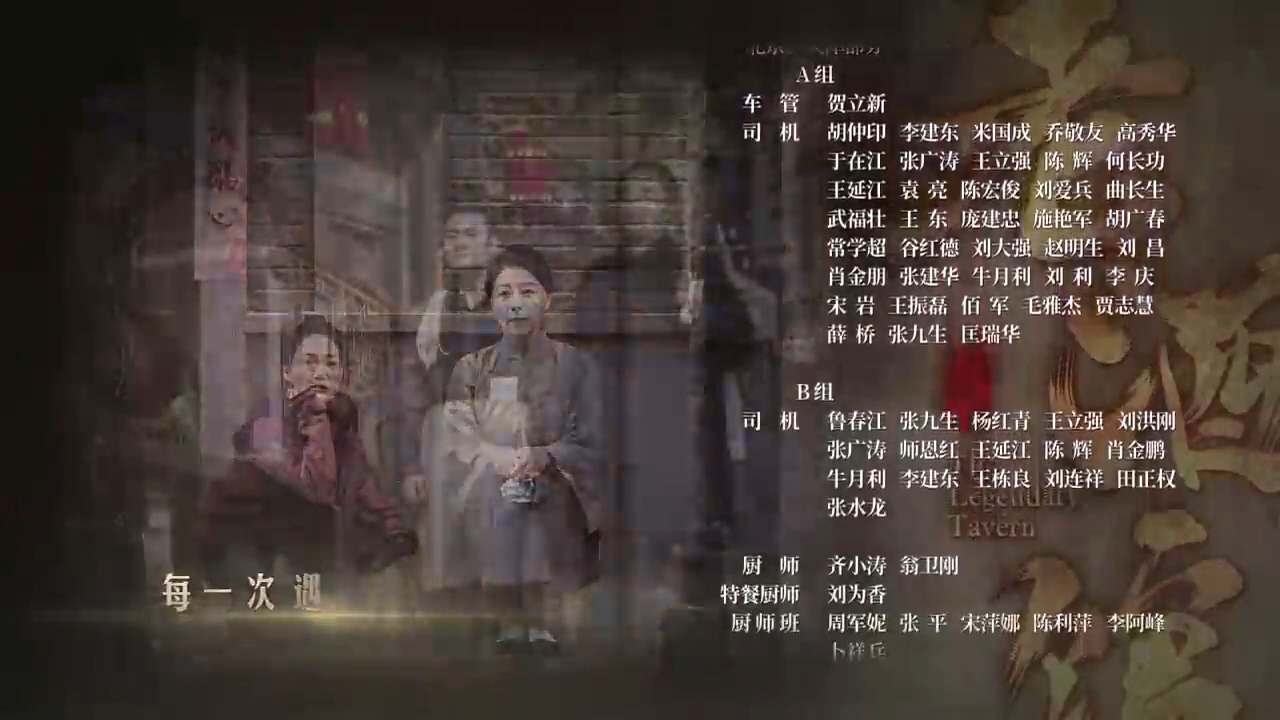 A组
车 管 贺立新
司 机 胡仲印 李建东 米国成 乔敬友 高秀华
于在江 张广涛 王立强 陈 辉 何长功
王延江 袁 亮 陈宏俊 刘爱兵 曲长生
武福壮 王 东 庞建忠 施艳军 胡广春
常学超 谷红德 刘大强 赵明生 刘 昌
肖金朋 张建华 牛月利 刘 利 李 庆
宋 岩 王振磊 佰 军 毛雅杰 贾志慧
薛 桥 张九生 匡瑞华
B组
司 机 鲁春江 张九生 杨红青 王立强 刘洪刚
张广涛 师恩红 王延江 陈 辉 肖金鹏
牛月利 李建东 王栋良 刘连祥 田正权
张水龙
厨 师 齐小涛 翁卫刚
特餐厨师 刘为香
厨师班 周军妮 张 平 宋萍娜 陈利萍 李阿峰
每一次遇
Legendary
Tavern